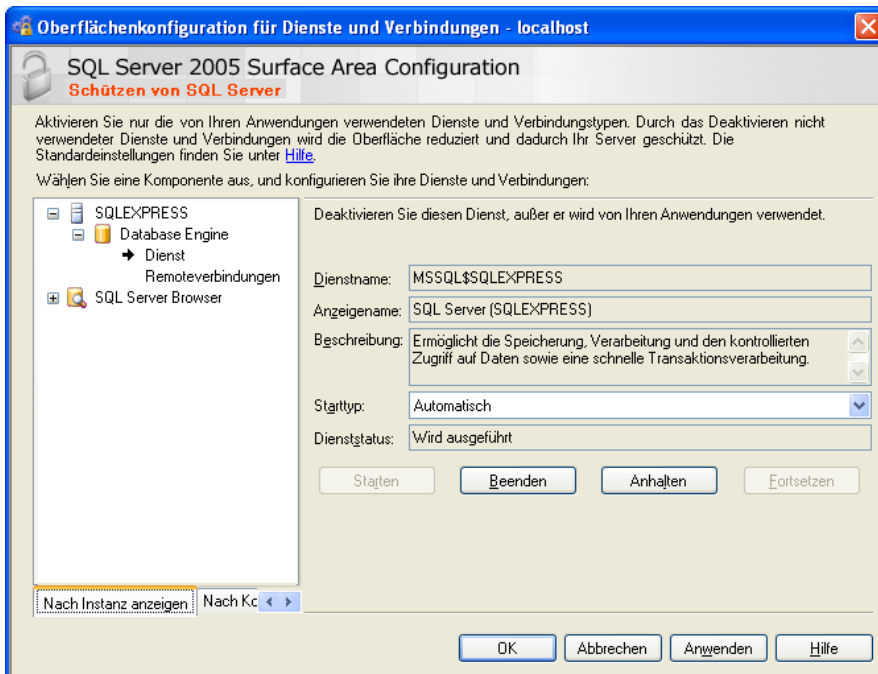 Oberflächenkonfiguration für Dienste und Verbindungen - localhost
SQL Server 2005 Surface Area Configuration
Schützen von SQL Server
Aktivieren Sie nur die von Ihren Anwendungen verwendeten Dienste und Verbindungstypen. Durch das Deaktivieren nicht
verwendeter Dienste und Verbindungen wird die Oberfläche reduziert und dadurch Ihr Server geschützt. Die
Standardeinstellungen finden Sie unter Hilfe.
Wählen Sie eine Komponente aus, und konfigurieren Sie ihre Dienste und Verbindungen:
SQLEXPRESS
Database Engine
Dienst
Remoteverbindungen
SQL Server Browser
Nach Instanz anzeigen
Nach Kc
Deaktivieren Sie diesen Dienst, außer er wird von Ihren Anwendungen verwendet.
Dienstname: MSSQL$SQLEXPRESS
Anzeigename: SQL Server (SQLEXPRESS)
Beschreibung: Ermöglicht die Speicherung, Verarbeitung und den kontrollierten
Zugriff auf Daten sowie eine schnelle Transaktionsverarbeitung.
Starttyp: Automatisch
Dienststatus: Wird ausgeführt
Starten Beenden Anhalten Fortsetzen
OK Abbrechen Anwenden Hilfe